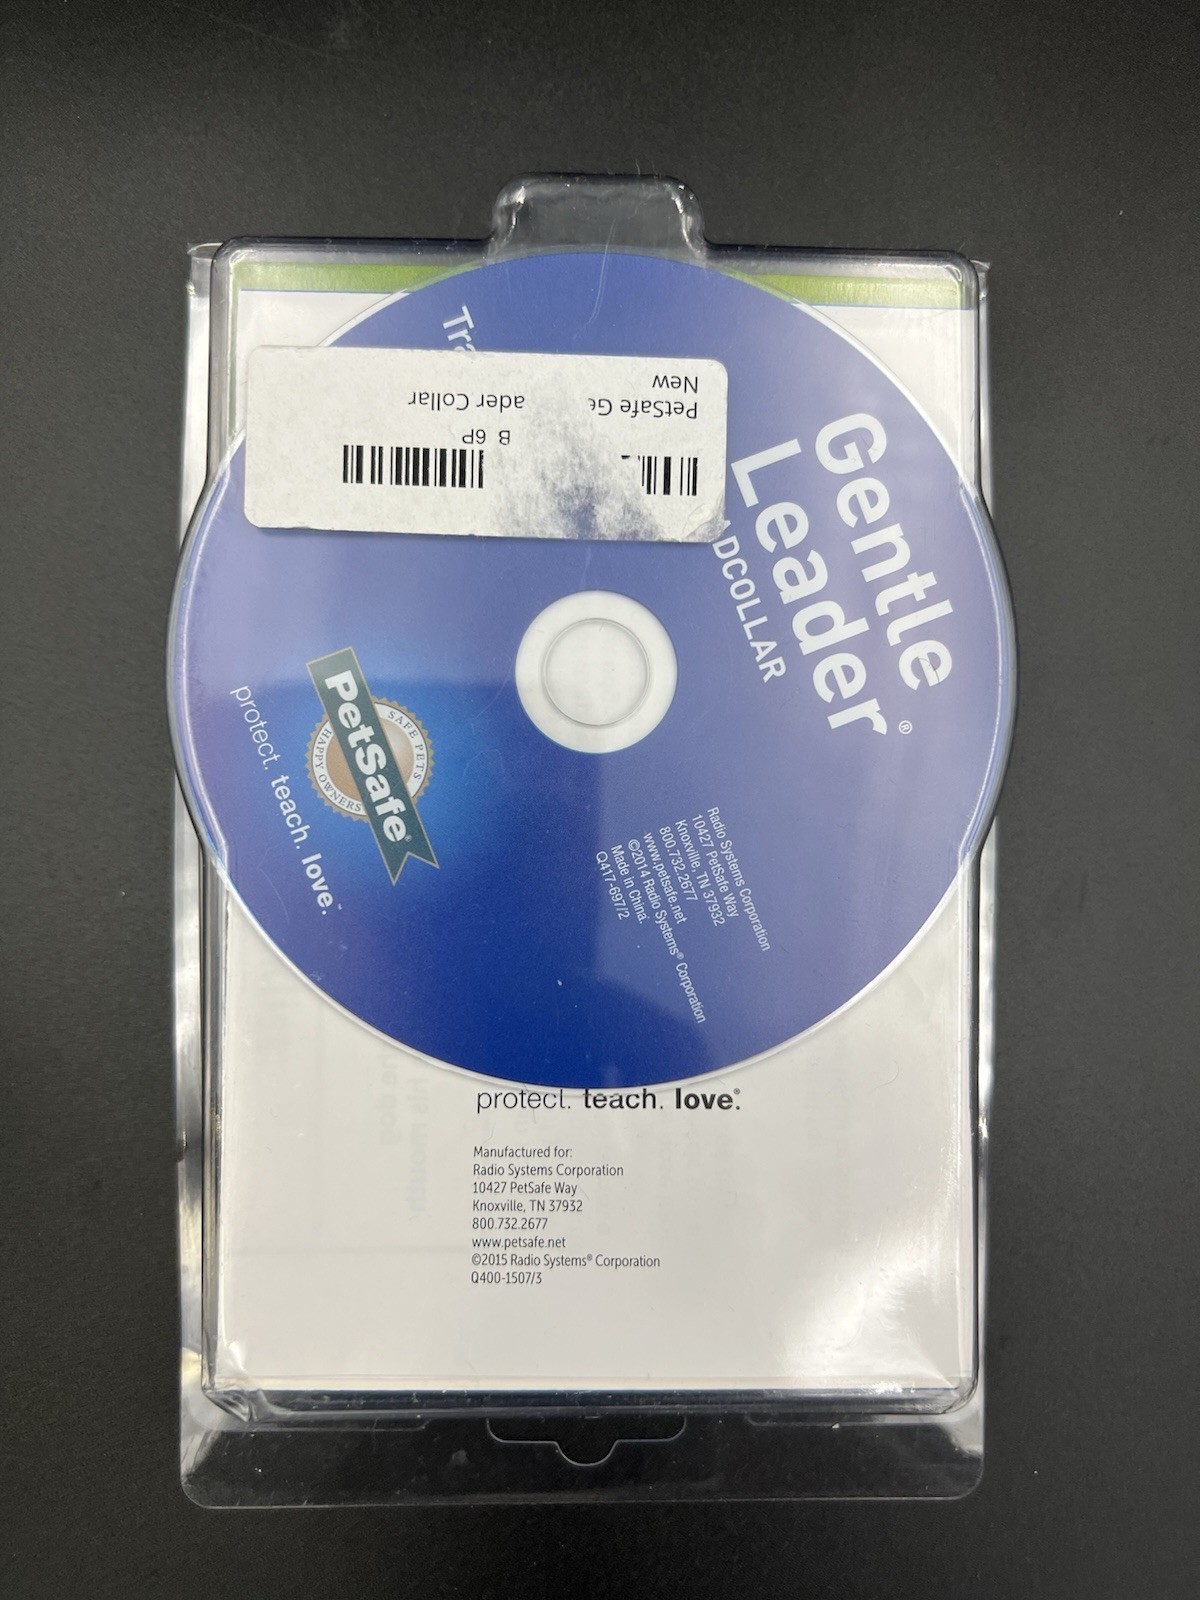 Gentle
Leader®
ADCOLLAR
Tra
New
PetSafe Ge
ader Collar
B 6P
PetSafe®
SAFE PETS
HAPPY OWNERS
protect. teach. love.™
Radio Systems Corporation
10427 PetSafe Way
Knoxville, TN 37932
800.732.2677
www.petsafe.net
©2014 Radio Systems® Corporation
Made in China.
Q417-697/2
protect. teach. love.®
Manufactured for:
Radio Systems Corporation
10427 PetSafe Way
Knoxville, TN 37932
800.732.2677
www.petsafe.net
©2015 Radio Systems® Corporation
Q400-1507/3